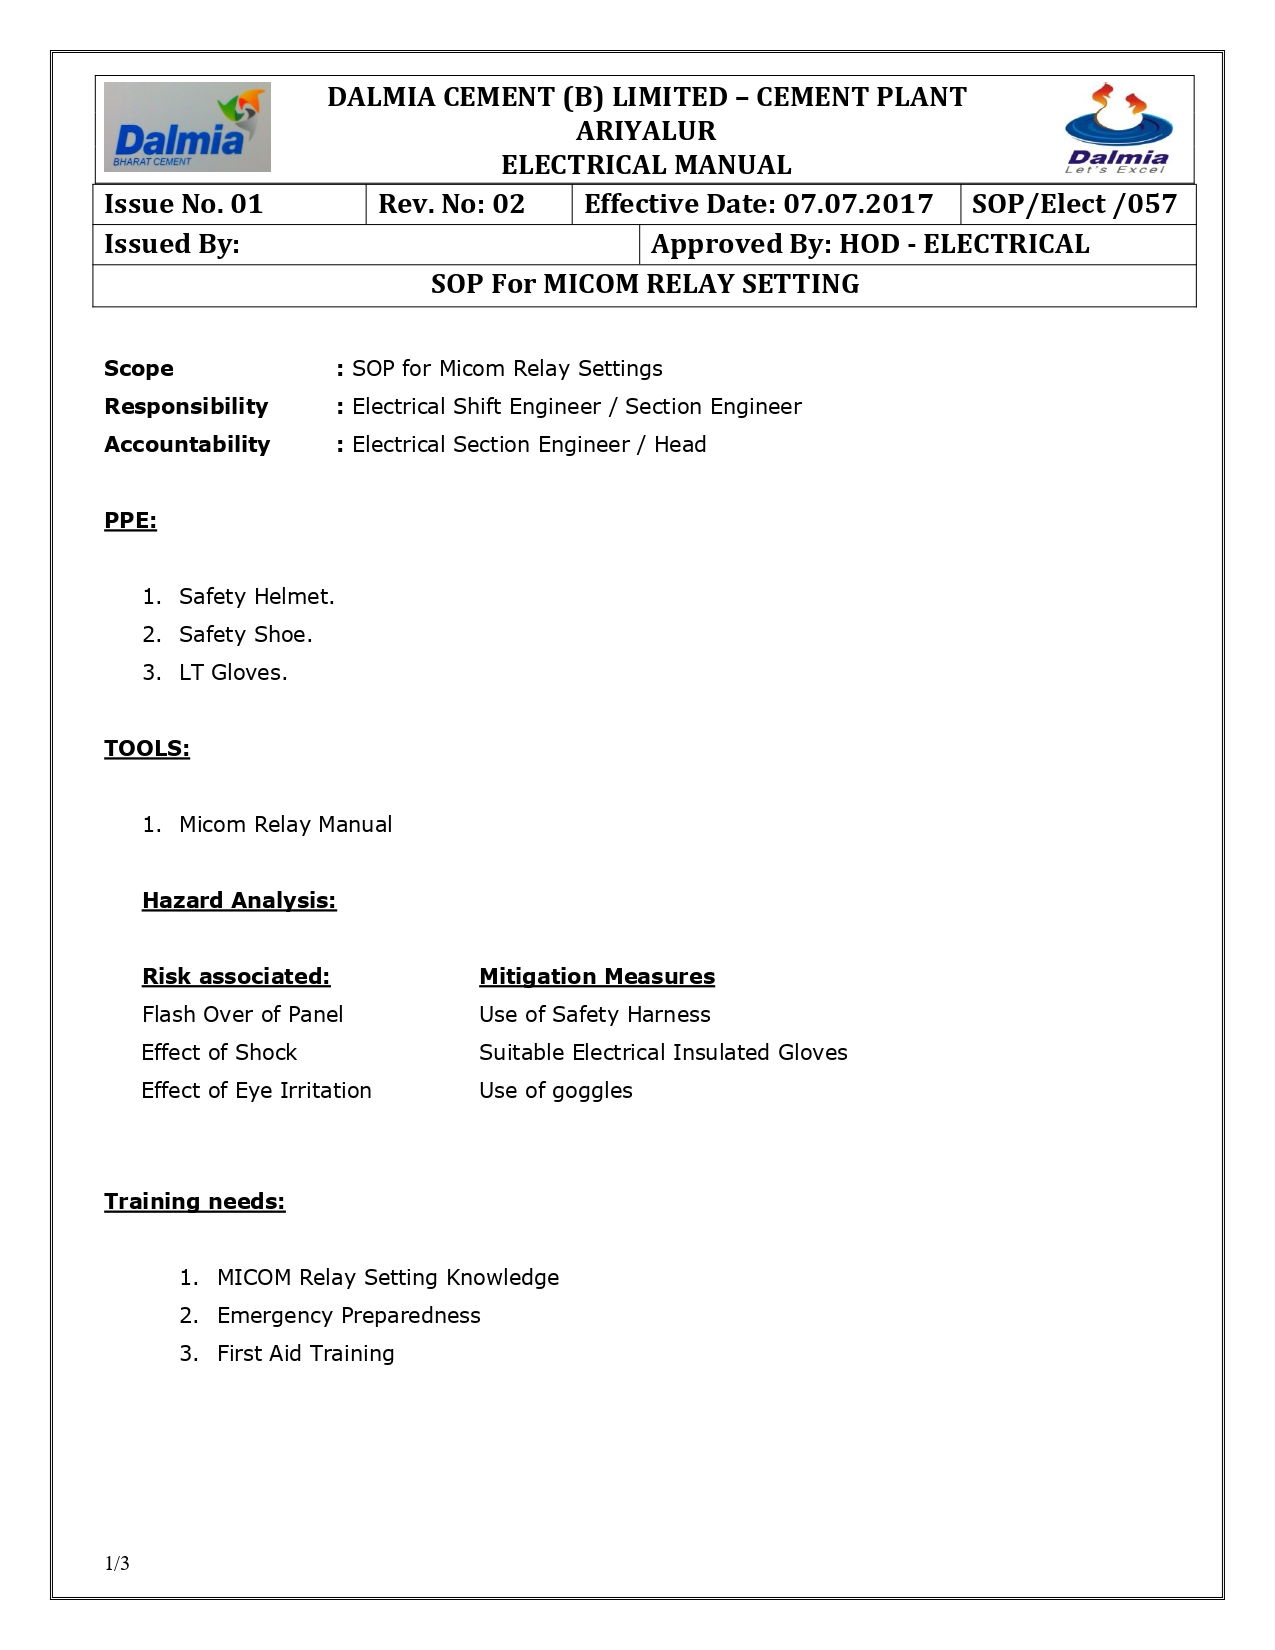 Dalmia
BHARAT CEMENT
DALMIA CEMENT (B) LIMITED – CEMENT PLANT
ARIYALUR
ELECTRICAL MANUAL
Dalmia
Let's Excel
Issue No. 01 Rev. No: 02 Effective Date: 07.07.2017 SOP/Elect /057
Issued By: Approved By: HOD - ELECTRICAL
SOP For MICOM RELAY SETTING
Scope : SOP for Micom Relay Settings
Responsibility : Electrical Shift Engineer / Section Engineer
Accountability : Electrical Section Engineer / Head
PPE:
1. Safety Helmet.
2. Safety Shoe.
3. LT Gloves.
TOOLS:
1. Micom Relay Manual
Hazard Analysis:
Risk associated: Mitigation Measures
Flash Over of Panel Use of Safety Harness
Effect of Shock Suitable Electrical Insulated Gloves
Effect of Eye Irritation Use of goggles
Training needs:
1. MICOM Relay Setting Knowledge
2. Emergency Preparedness
3. First Aid Training
1/3